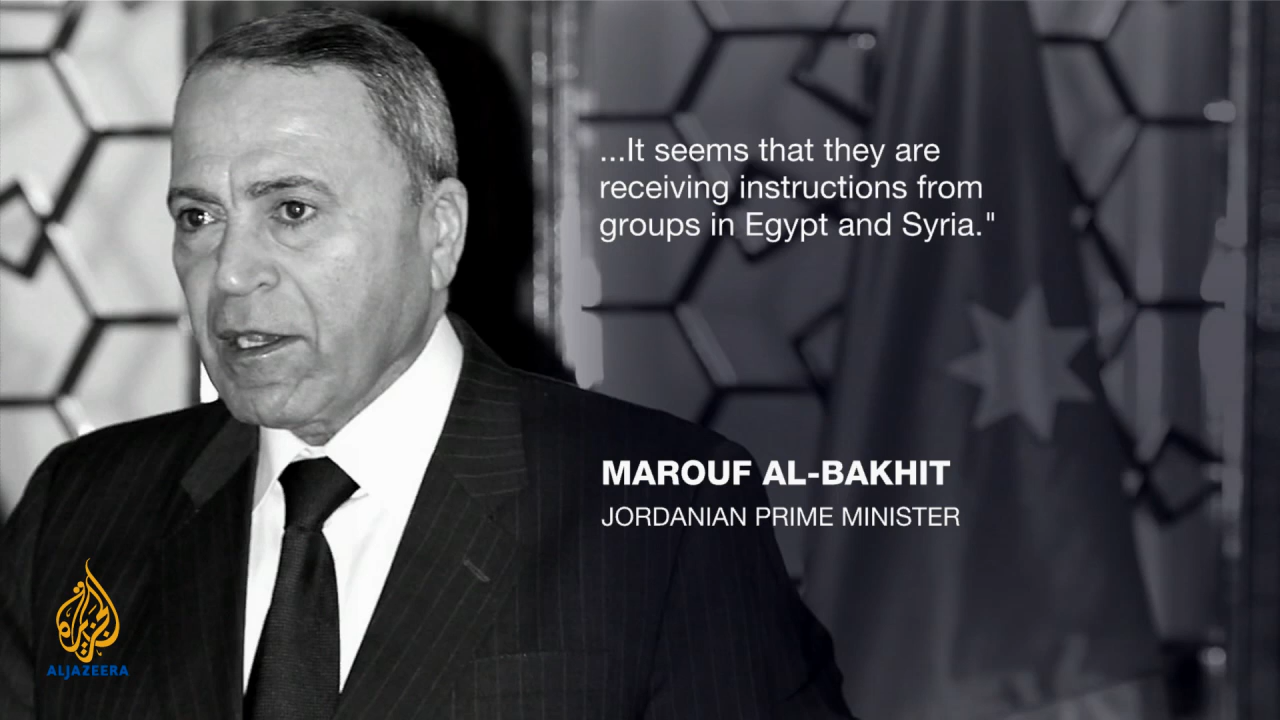 ...It seems that they are
receiving instructions from
groups in Egypt and Syria."
MAROUF AL-BAKHIT
JORDANIAN PRIME MINISTER
الجزيرة
ALJAZEERA